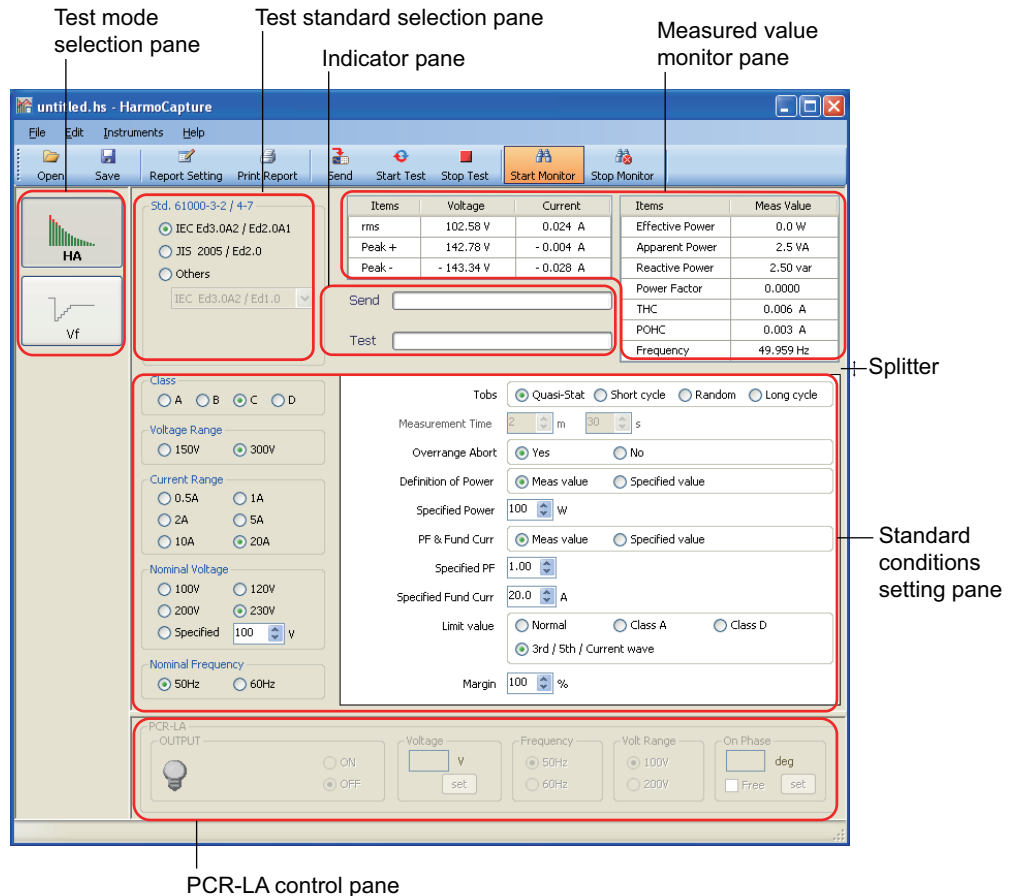 Test mode
selection pane
Test standard selection pane
Indicator pane
Measured value
monitor pane
untitled.hs - HarmoCapture
File Edit Instruments Help
Open Save Report Setting Print Report Send Start Test Stop Test Start Monitor Stop Monitor
HA
Vf
Std. 61000-3-2 / 4-7
IEC Ed3.0A2 / Ed2.0A1
JIS 2005 / Ed2.0
Others
IEC Ed3.0A2 / Ed1.0
Items Voltage Current
rms 102.58 V 0.024 A
Peak + 142.78 V - 0.004 A
Peak - - 143.34 V - 0.028 A
Send
Test
Items Meas Value
Effective Power 0.0 W
Apparent Power 2.5 VA
Reactive Power 2.50 var
Power Factor 0.0000
THC 0.006 A
POHC 0.003 A
Frequency 49.959 Hz
Splitter
Class
A B C D
Voltage Range
150V 300V
Current Range
0.5A 1A
2A 5A
10A 20A
Nominal Voltage
100V 120V
200V 230V
Specified 100 V
Nominal Frequency
50Hz 60Hz
Tobs Quasi-Stat Short cycle Random Long cycle
Measurement Time 2 m 30 s
Overrange Abort Yes No
Definition of Power Meas value Specified value
Specified Power 100 W
PF & Fund Curr Meas value Specified value
Specified PF 1.00
Specified Fund Curr 20.0 A
Limit value Normal Class A Class D
3rd / 5th / Current wave
Margin 100 %
Standard
conditions
setting pane
PCR-LA
OUTPUT
ON
OFF
Voltage
V
set
Frequency
50Hz
60Hz
Volt Range
100V
200V
On Phase
deg
Free set
PCR-LA control pane